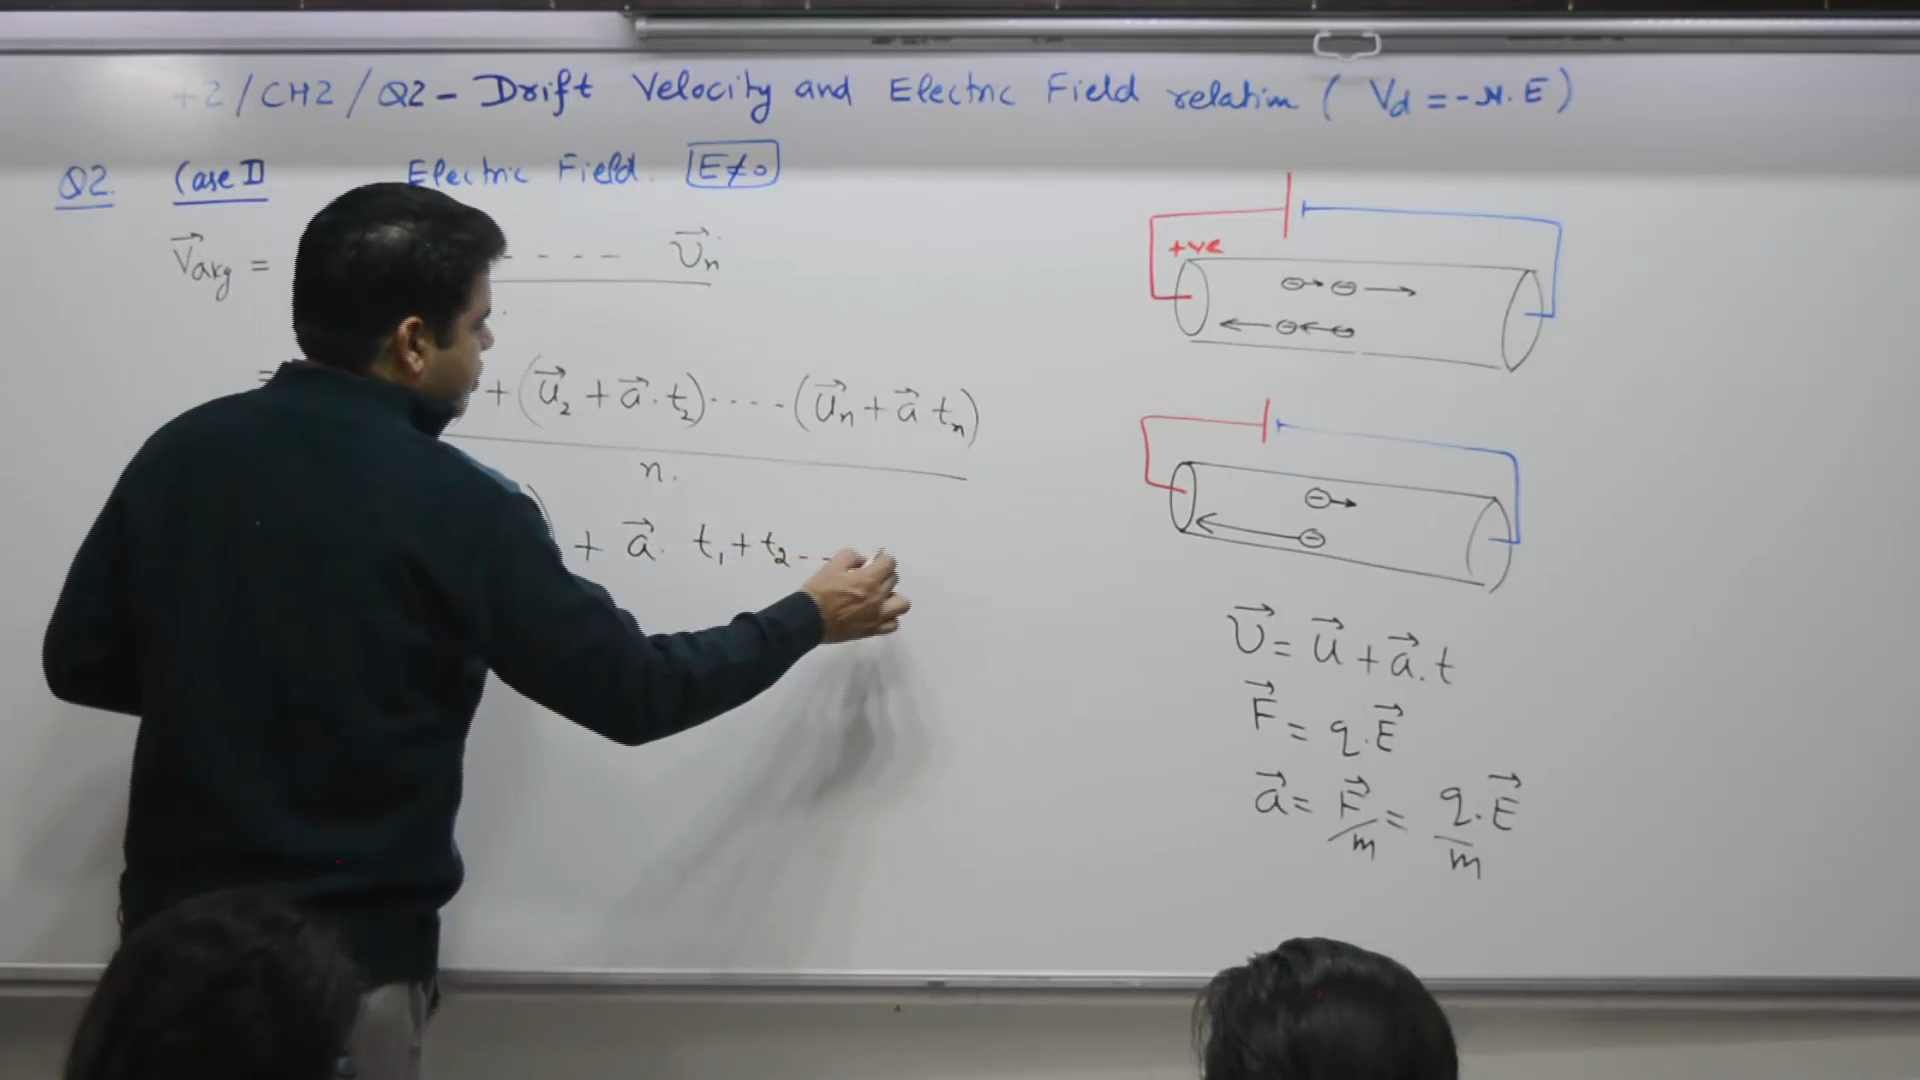 +2/CH2/Q2- Drift Velocity and Electric Field relation ( Vd = -μ. E )
Q2. Case II Electric Field. E≠0
V⃗avg = - - - - v⃗n
= + (u⃗2 + a⃗. t2) ..... (u⃗n + a⃗ tn)
n.
) + a⃗. t1 + t2 ...
+ve
v⃗ = u⃗ + a⃗. t
F⃗ = q. E⃗
a⃗ = F⃗/m = q. E⃗/m